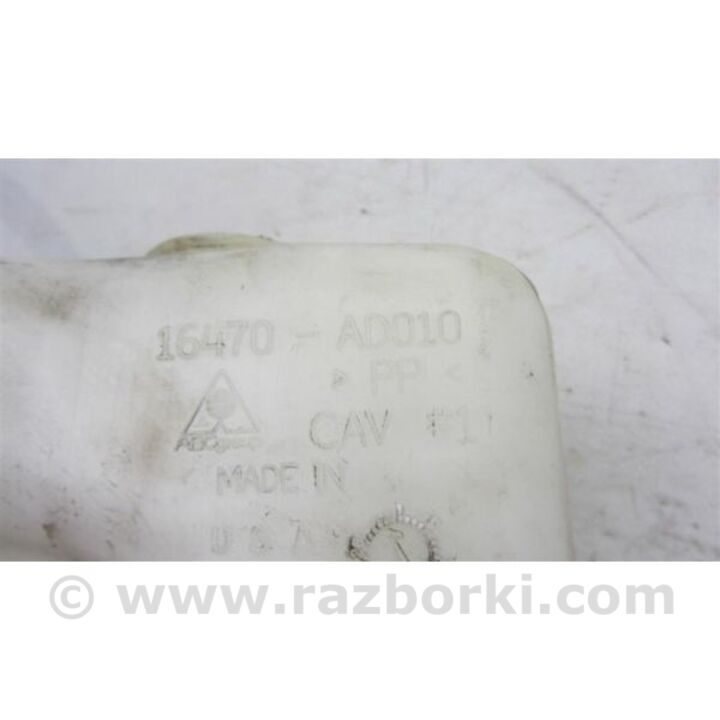 16470-AD010
>PP<
CAV #1
MADE IN
U.S.A.
© www.razborki.com